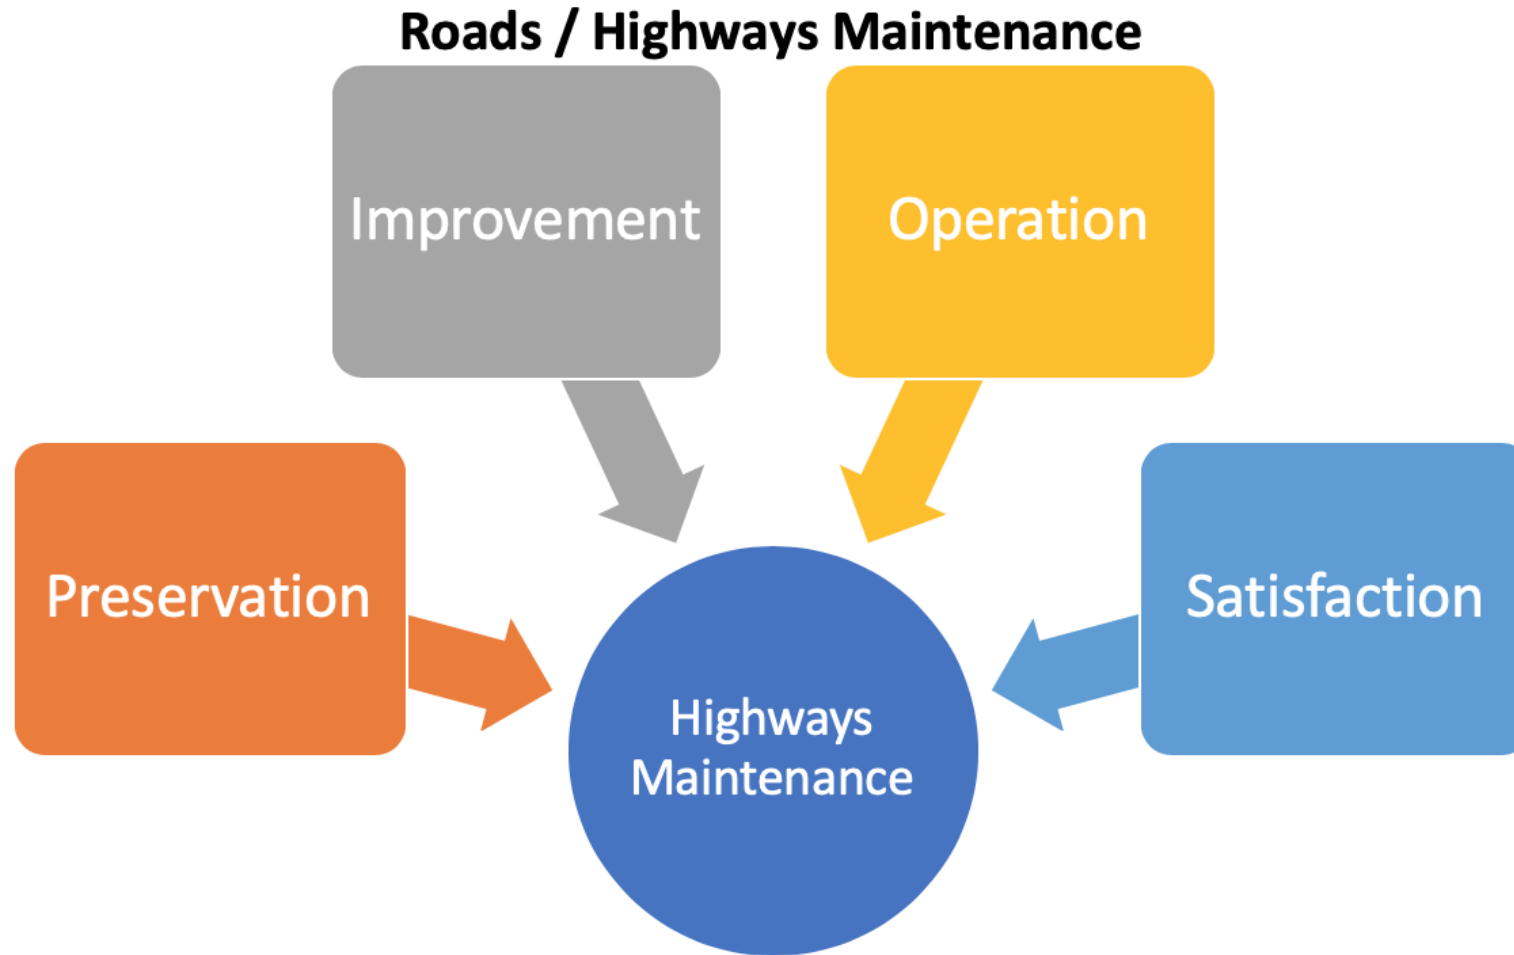 Roads / Highways Maintenance
Improvement
Operation
Preservation
Satisfaction
Highways
Maintenance